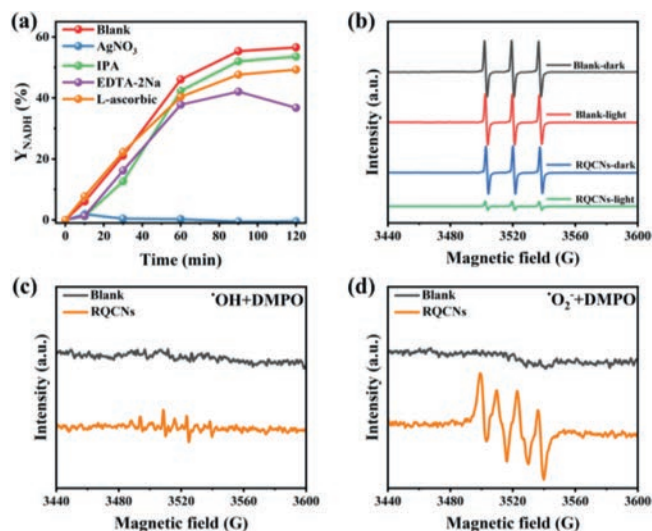 (a)
Blank
AgNO₃
IPA
EDTA-2Na
L-ascorbic
Y_NADH (%)
60
40
20
0
0 20 40 60 80 100 120
Time (min)
(b)
Blank-dark
Blank-light
RQCNs-dark
RQCNs-light
Intensity (a.u.)
3440 3480 3520 3560 3600
Magnetic field (G)
(c)
Blank
RQCNs
•OH+DMPO
Intensity (a.u.)
3440 3480 3520 3560 3600
Magnetic field (G)
(d)
Blank
RQCNs
•O₂⁻+DMPO
Intensity (a.u.)
3440 3480 3520 3560 3600
Magnetic field (G)